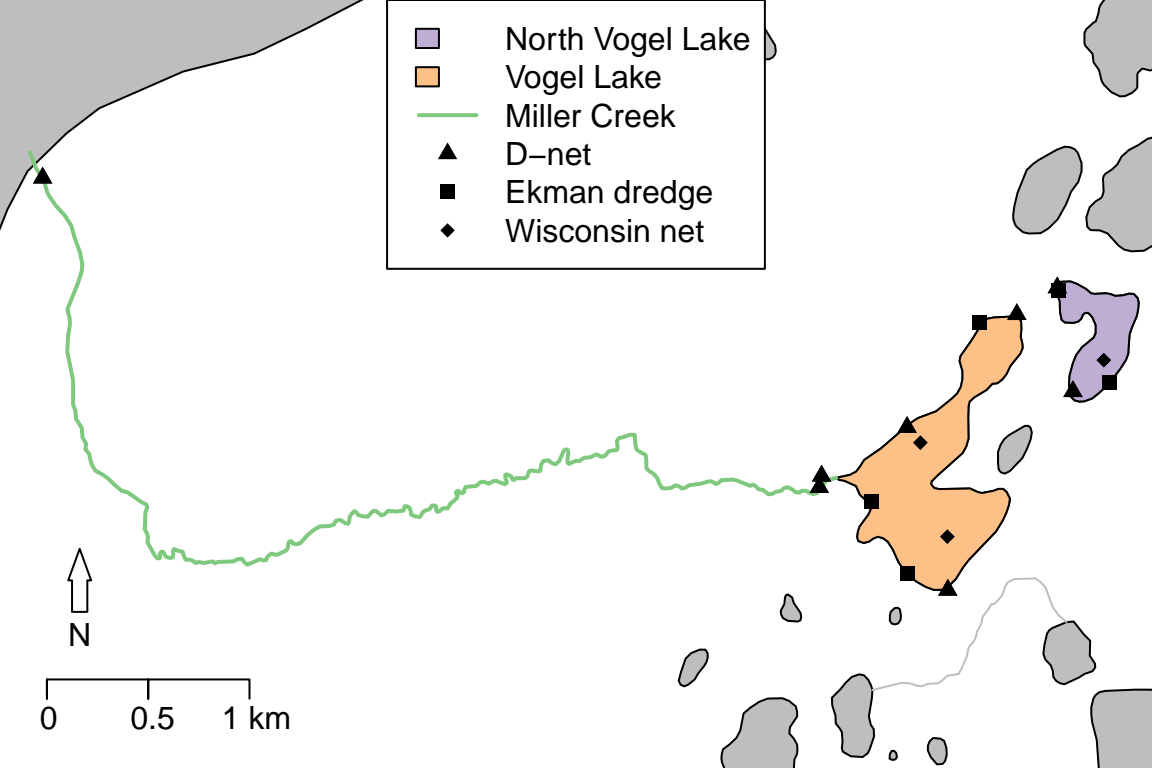 North Vogel Lake
Vogel Lake
Miller Creek
D−net
Ekman dredge
Wisconsin net
N
0 0.5 1 km